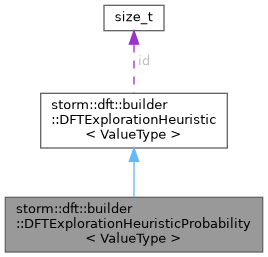 size_t
id
storm::dft::builder
::DFTExplorationHeuristic
< ValueType >
storm::dft::builder
::DFTExplorationHeuristicProbability
< ValueType >